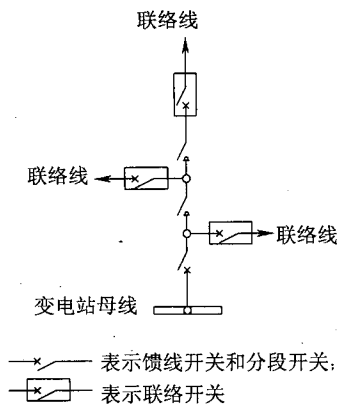 联络线
联络线
联络线
变电站母线
表示馈线开关和分段开关;
表示联络开关